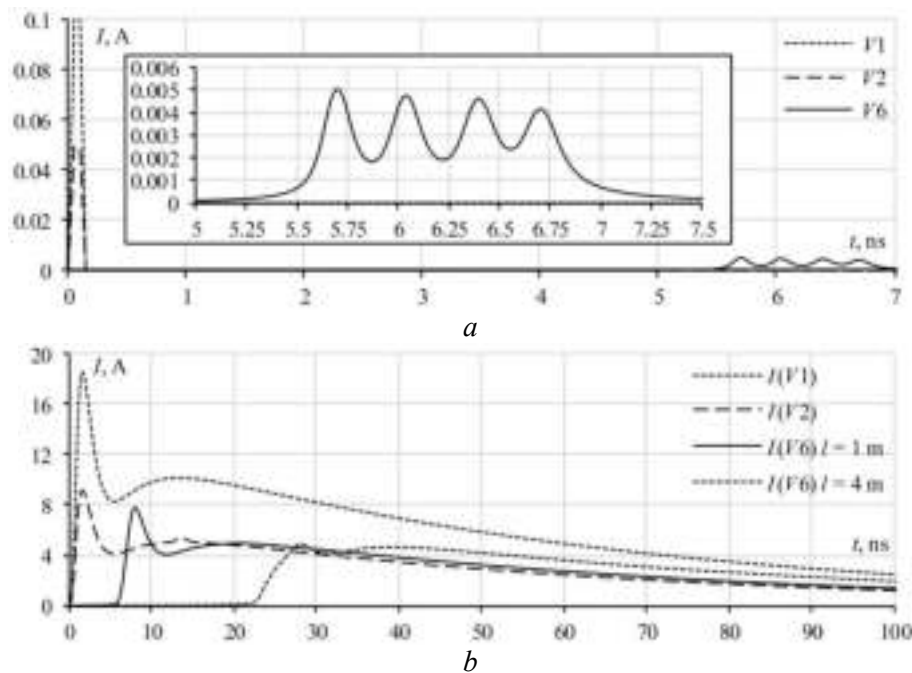 0.1
I, A
0.08
0.06
0.04
0.02
0
0 1 2 3 4 5 6 7
t, ns
V1
V2
V6
0.006
0.005
0.004
0.003
0.002
0.001
0
5 5.25 5.5 5.75 6 6.25 6.5 6.75 7 7.25 7.5
a
20
I, A
16
12
8
4
0
I(V1)
I(V2)
I(V6) l = 1 m
I(V6) l = 4 m
t, ns
0 10 20 30 40 50 60 70 80 90 100
b